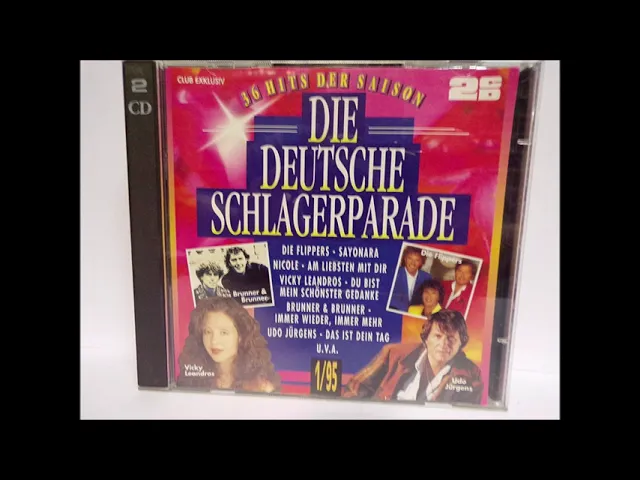 2
CD
CLUB EXKLUSIV
36 HITS DER SAISON
2CD
DIE
DEUTSCHE
SCHLAGERPARADE
DIE FLIPPERS • SAYONARA
NICOLE • AM LIEBSTEN MIT DIR
VICKY LEANDROS • DU BIST
MEIN SCHÖNSTER GEDANKE
BRUNNER & BRUNNER •
IMMER WIEDER, IMMER MEHR
UDO JÜRGENS • DAS IST DEIN TAG
U.V.A.
Brunner &
Brunner
Die Flippers
Vicky
Leandros
Udo
Jürgens
1/95